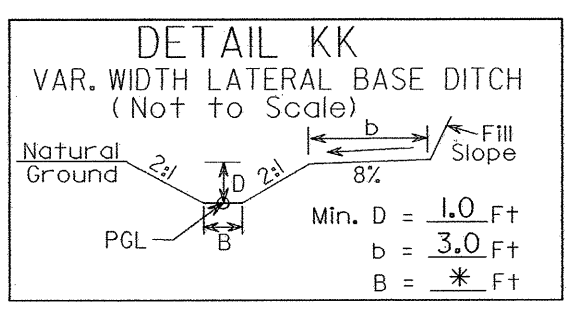 DETAIL KK
VAR. WIDTH LATERAL BASE DITCH
(Not to Scale)
b
Fill
Slope
Natural
Ground
2:1
D
2:1
8%
PGL
B
Min. D = 1.0 Ft
b = 3.0 Ft
B = * Ft